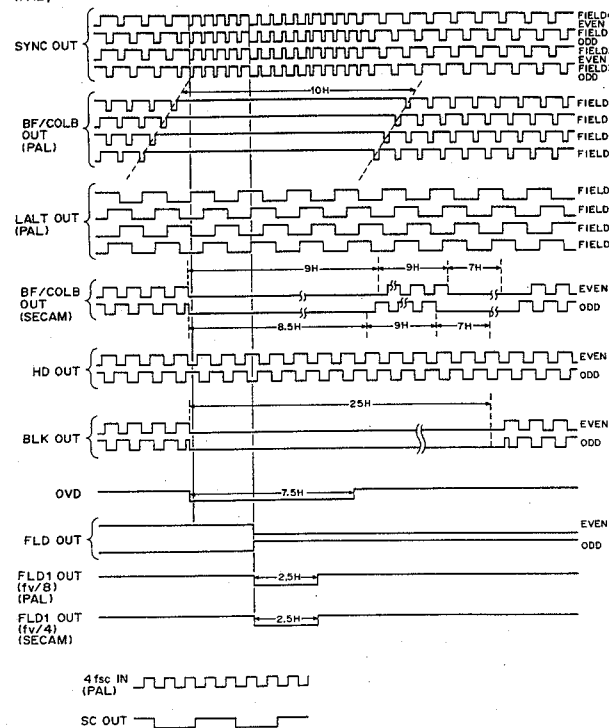 SYNC OUT
FIELD
EVEN
FIELD
ODD
FIELD
EVEN
FIELD
ODD
10H
BF/COLB
OUT
(PAL)
FIELD
FIELD
FIELD
FIELD
LALT OUT
(PAL)
FIELD
FIELD
FIELD
FIELD
9H
9H
7H
BF/COLB
OUT
(SECAM)
EVEN
ODD
8.5H
9H
7H
HD OUT
EVEN
ODD
25H
BLK OUT
EVEN
ODD
OVD
7.5H
FLD OUT
EVEN
ODD
FLD1 OUT
(fv/8)
(PAL)
2.5H
FLD1 OUT
(fv/4)
(SECAM)
2.5H
4fsc IN
(PAL)
SC OUT